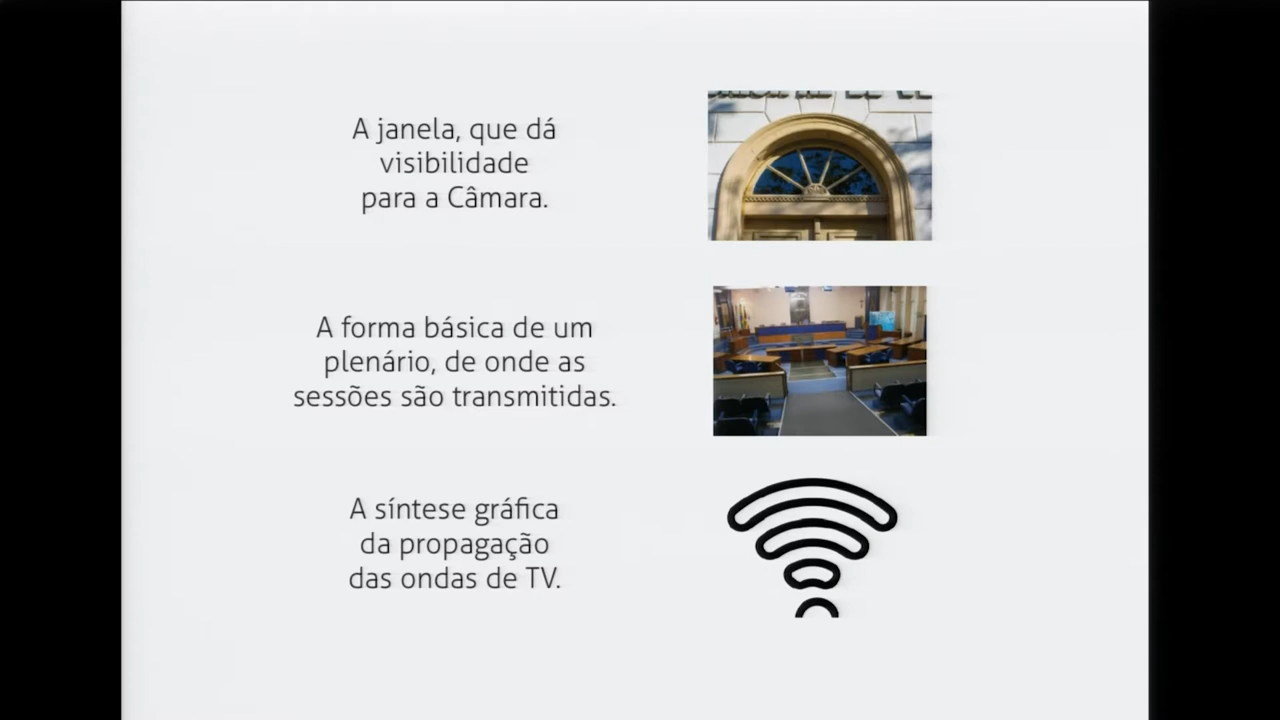 A janela, que dá
visibilidade
para a Câmara.
A forma básica de um
plenário, de onde as
sessões são transmitidas.
A síntese gráfica
da propagação
das ondas de TV.